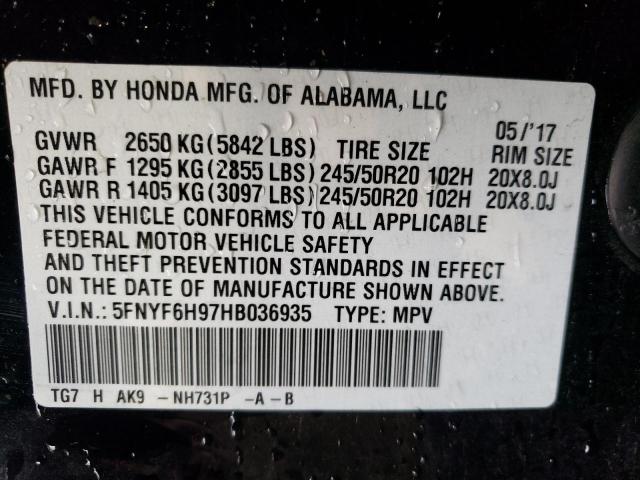 MFD. BY HONDA MFG. OF ALABAMA, LLC
05/'17
GVWR 2650 KG(5842 LBS) TIRE SIZE RIM SIZE
GAWR F 1295 KG(2855 LBS)245/50R20 102H 20X8.0J
GAWR R 1405 KG(3097 LBS)245/50R20 102H 20X8.0J
THIS VEHICLE CONFORMS TO ALL APPLICABLE
FEDERAL MOTOR VEHICLE SAFETY
AND THEFT PREVENTION STANDARDS IN EFFECT
ON THE DATE OF MANUFACTURE SHOWN ABOVE.
V.I.N.: 5FNYF6H97HB036935 TYPE: MPV
TG7 H AK9 -NH731P -A-B